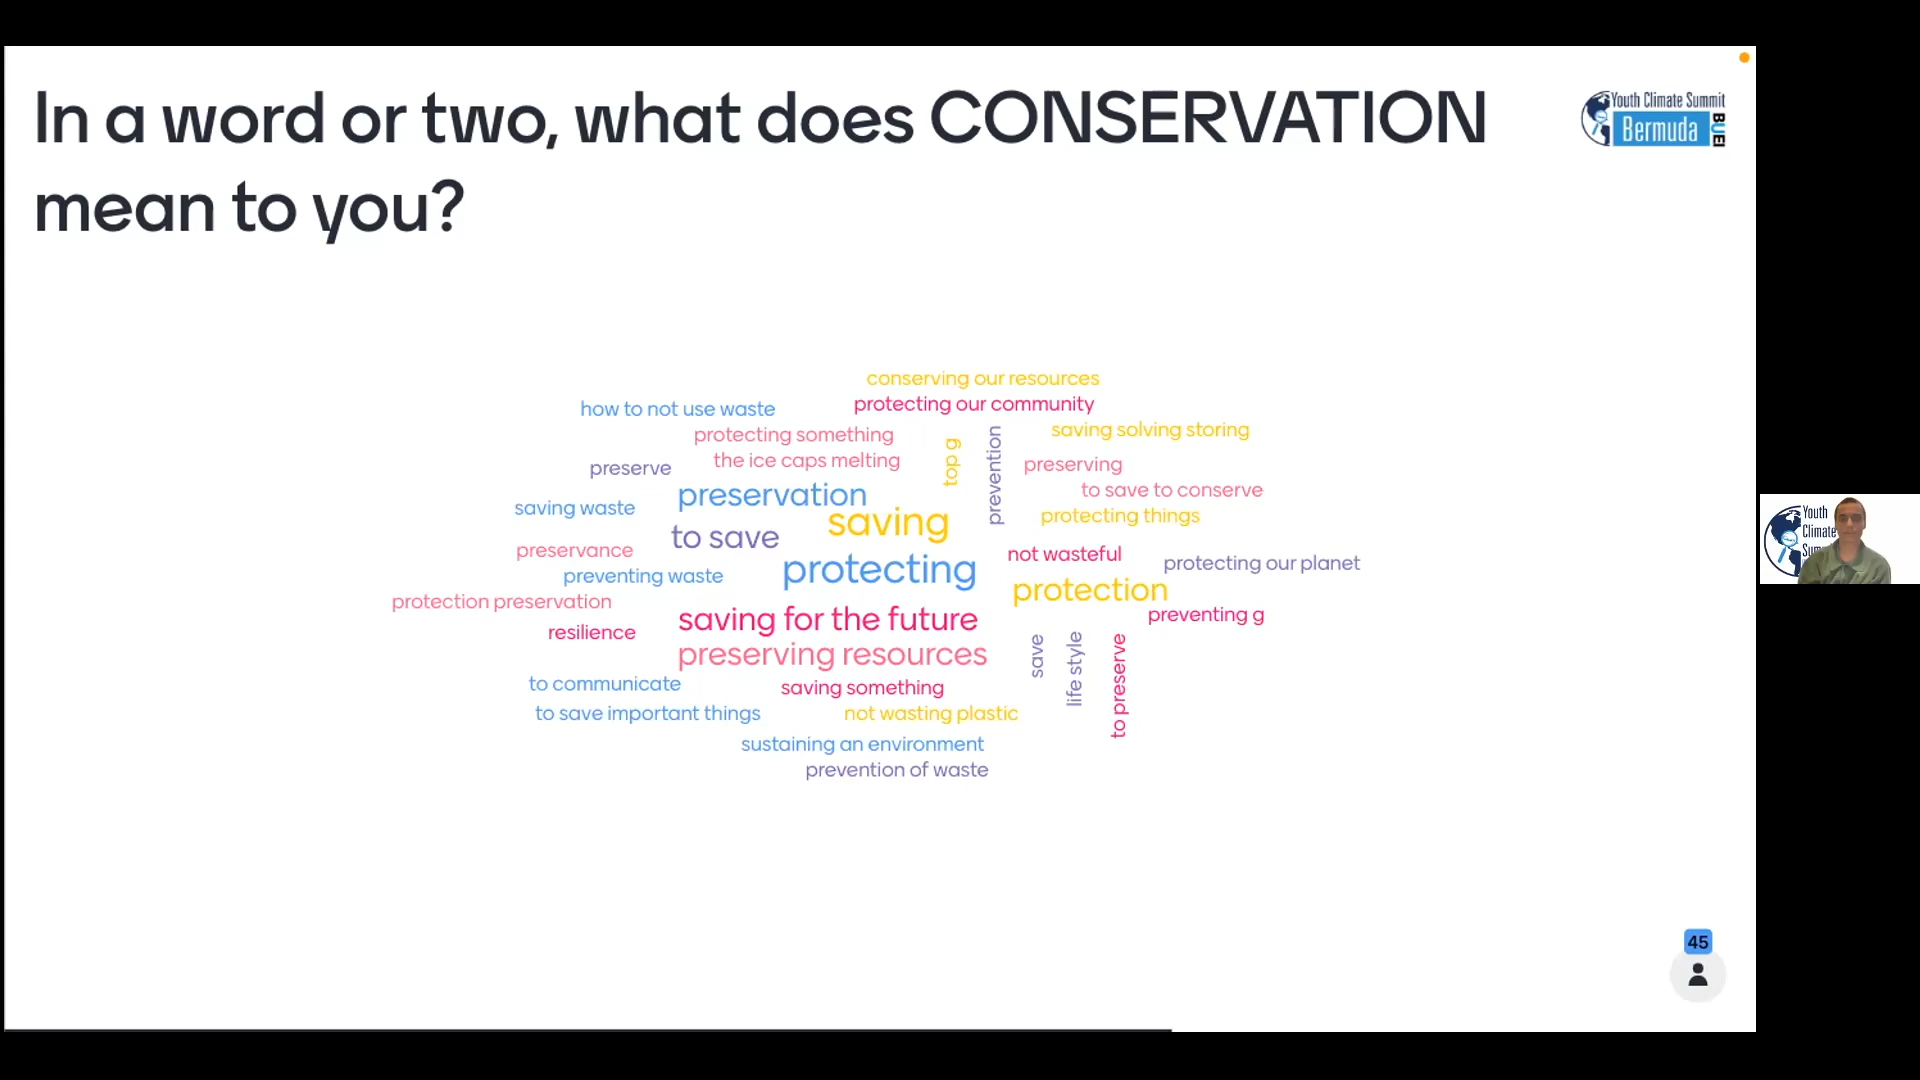 In a word or two, what does CONSERVATION
mean to you?
Youth Climate Summit
Bermuda
BUEI
conserving our resources
protecting our community
how to not use waste
saving solving storing
protecting something
top g
prevention
the ice caps melting
preserving
preserve
to save to conserve
preservation
saving waste
protecting things
saving
to save
preservance
not wasteful
protecting our planet
preventing waste
protecting
protection
protection preservation
preventing g
saving for the future
resilience
save
life style
to preserve
preserving resources
to communicate
saving something
to save important things
not wasting plastic
sustaining an environment
prevention of waste
45
Youth
Climate